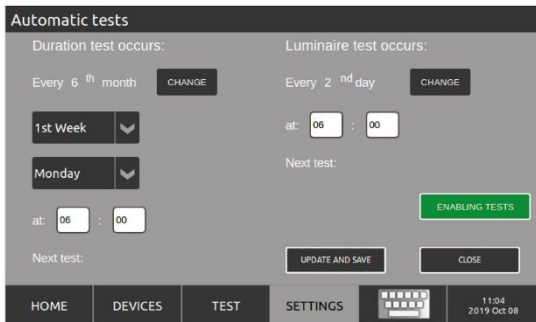 Automatic tests
Duration test occurs:
Every 6 th month CHANGE
1st Week
Monday
at: 06 : 00
Next test:
Luminaire test occurs:
Every 2 nd day CHANGE
at: 06 : 00
Next test:
ENABLING TESTS
UPDATE AND SAVE CLOSE
HOME DEVICES TEST SETTINGS 11:04
2019 Oct 08